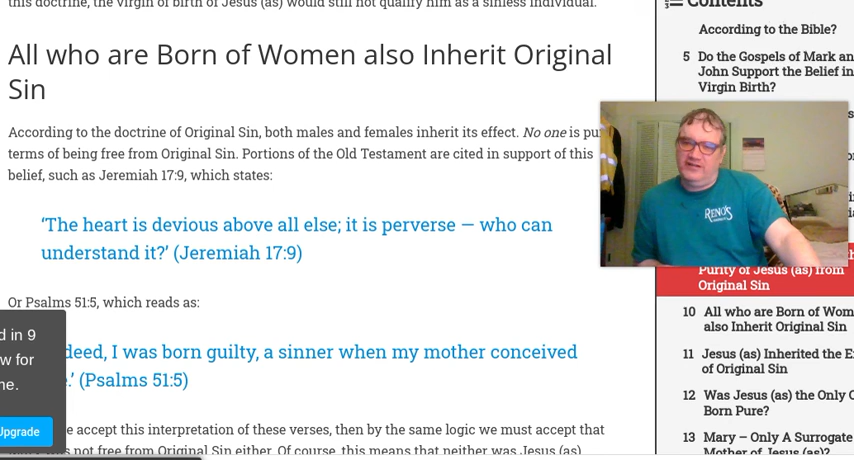 this doctrine, the virgin of birth of Jesus (as) would still not qualify him as a sinless individual.
All who are Born of Women also Inherit Original
Sin
According to the doctrine of Original Sin, both males and females inherit its effect. No one is pu
terms of being free from Original Sin. Portions of the Old Testament are cited in support of this
belief, such as Jeremiah 17:9, which states:
‘The heart is devious above all else; it is perverse — who can
understand it?’ (Jeremiah 17:9)
Or Psalms 51:5, which reads as:
deed, I was born guilty, a sinner when my mother conceived
.’ (Psalms 51:5)
e accept this interpretation of these verses, then by the same logic we must accept that
not free from Original Sin either. Of course, this means that neither was Jesus (as)
d in 9
w for
ne.
Upgrade
Contents
According to the Bible?
5 Do the Gospels of Mark an
John Support the Belief in
Virgin Birth?
RENO'S
Purity of Jesus (as) from
Original Sin
10 All who are Born of Wom
also Inherit Original Sin
11 Jesus (as) Inherited the E
of Original Sin
12 Was Jesus (as) the Only O
Born Pure?
13 Mary – Only A Surrogate
Mother of Jesus (as)?